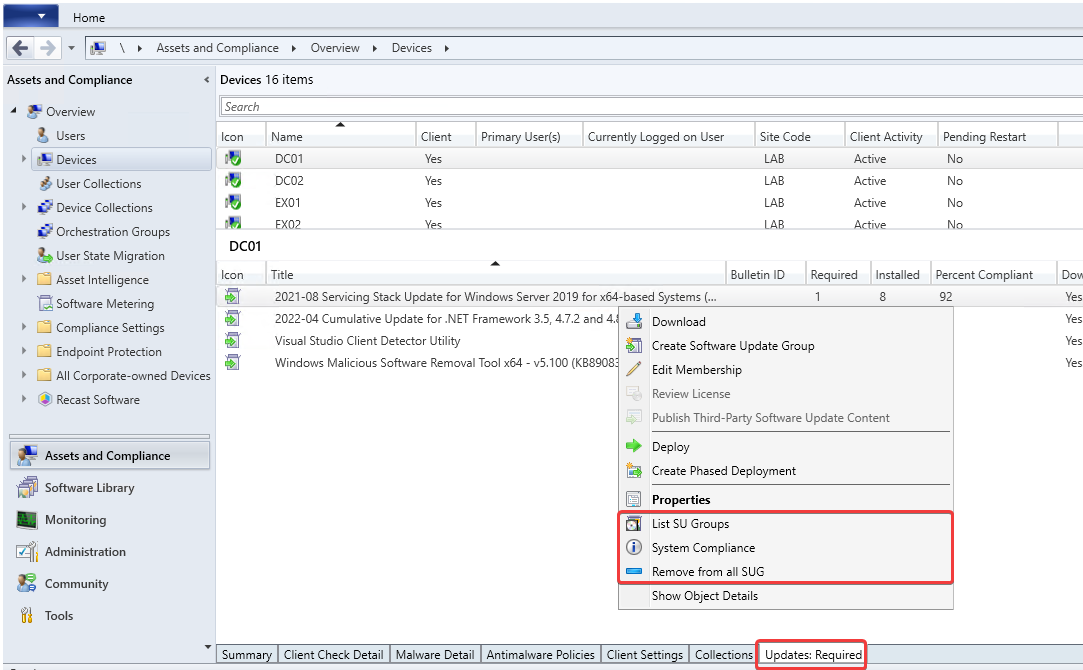 Home
\ Assets and Compliance Overview Devices
Assets and Compliance
Overview
Users
Devices
User Collections
Device Collections
Orchestration Groups
User State Migration
Asset Intelligence
Software Metering
Compliance Settings
Endpoint Protection
All Corporate-owned Devices
Recast Software
Assets and Compliance
Software Library
Monitoring
Administration
Community
Tools
Devices 16 items
Search
Icon Name Client Primary User(s) Currently Logged on User Site Code Client Activity Pending Restart
DC01 Yes LAB Active No
DC02 Yes LAB Active No
EX01 Yes LAB Active No
EX02 Yes LAB Active No
DC01
Icon Title Bulletin ID Required Installed Percent Compliant Dow
2021-08 Servicing Stack Update for Windows Server 2019 for x64-based Systems (... 1 8 92 Yes
2022-04 Cumulative Update for .NET Framework 3.5, 4.7.2 and 4.8 Yes
Visual Studio Client Detector Utility Yes
Windows Malicious Software Removal Tool x64 - v5.100 (KB89083 Yes
Download
Create Software Update Group
Edit Membership
Review License
Publish Third-Party Software Update Content
Deploy
Create Phased Deployment
Properties
List SU Groups
System Compliance
Remove from all SUG
Show Object Details
Summary Client Check Detail Malware Detail Antimalware Policies Client Settings Collections Updates: Required